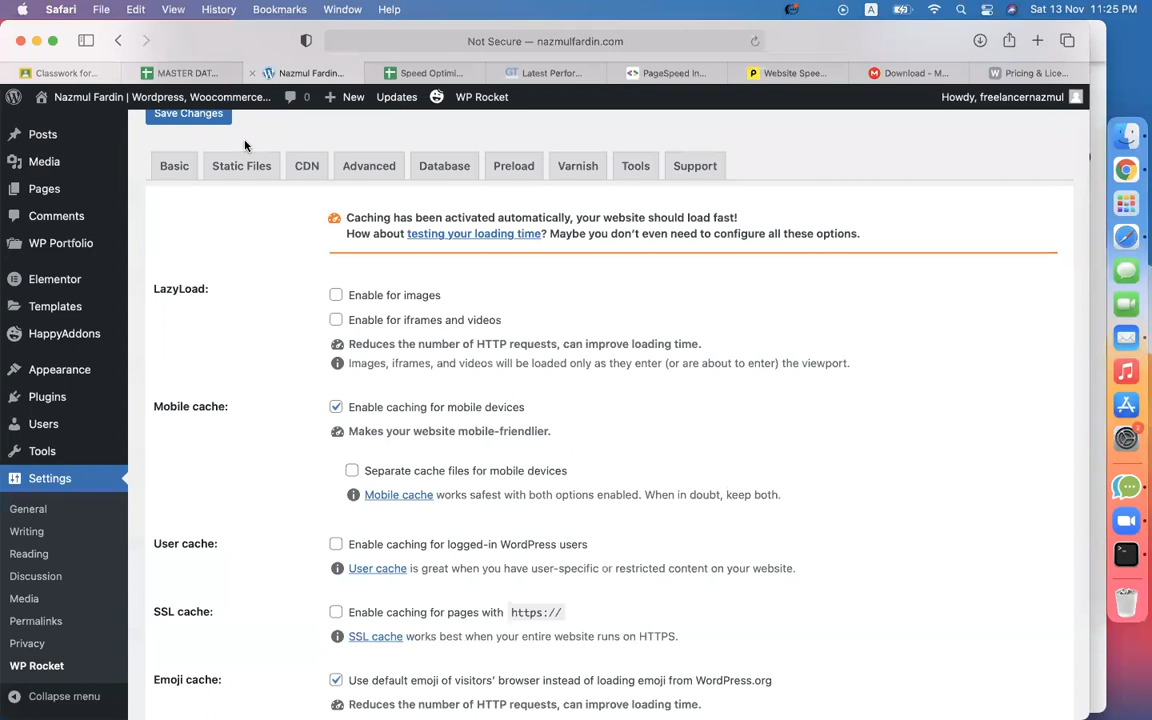 Safari File Edit View History Bookmarks Window Help
A
Sat 13 Nov 11:25 PM
Not Secure — nazmulfardin.com
Classwork for...
MASTER DAT...
Nazmul Fardin...
Speed Optimi...
GT Latest Perfor...
PageSpeed In...
P Website Spee...
Download - M...
W Pricing & Lice...
Nazmul Fardin | Wordpress, Woocommerce... 0 + New Updates WP Rocket
Howdy, freelancernazmul
Posts
Media
Pages
Comments
WP Portfolio
Elementor
Templates
HappyAddons
Appearance
Plugins
Users
Tools
Settings
General
Writing
Reading
Discussion
Media
Permalinks
Privacy
WP Rocket
Collapse menu
Save Changes
Basic Static Files CDN Advanced Database Preload Varnish Tools Support
Caching has been activated automatically, your website should load fast!
How about testing your loading time? Maybe you don’t even need to configure all these options.
LazyLoad:
Enable for images
Enable for iframes and videos
Reduces the number of HTTP requests, can improve loading time.
Images, iframes, and videos will be loaded only as they enter (or are about to enter) the viewport.
Mobile cache:
Enable caching for mobile devices
Makes your website mobile-friendlier.
Separate cache files for mobile devices
Mobile cache works safest with both options enabled. When in doubt, keep both.
User cache:
Enable caching for logged-in WordPress users
User cache is great when you have user-specific or restricted content on your website.
SSL cache:
Enable caching for pages with https://
SSL cache works best when your entire website runs on HTTPS.
Emoji cache:
Use default emoji of visitors’ browser instead of loading emoji from WordPress.org
Reduces the number of HTTP requests, can improve loading time.
2